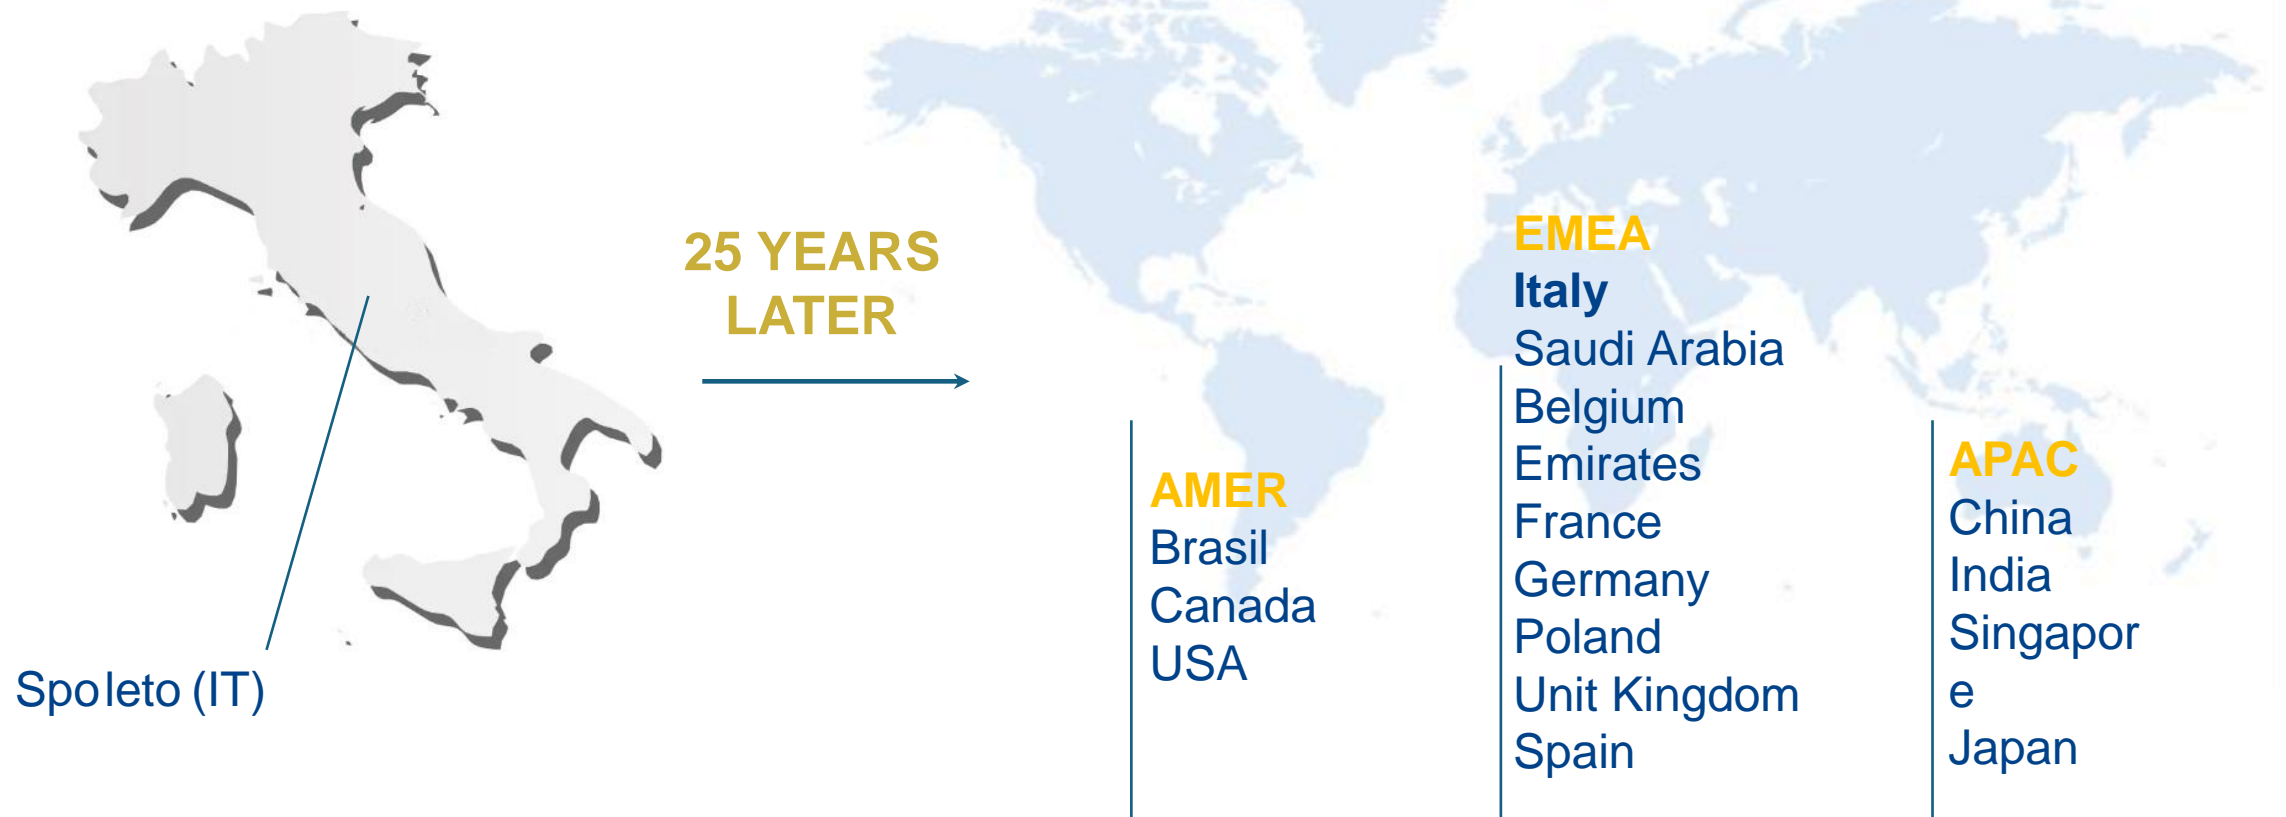 Spoleto (IT)
25 YEARS
LATER
AMER
Brasil
Canada
USA
EMEA
Italy
Saudi Arabia
Belgium
Emirates
France
Germany
Poland
Unit Kingdom
Spain
APAC
China
India
Singapor
e
Japan